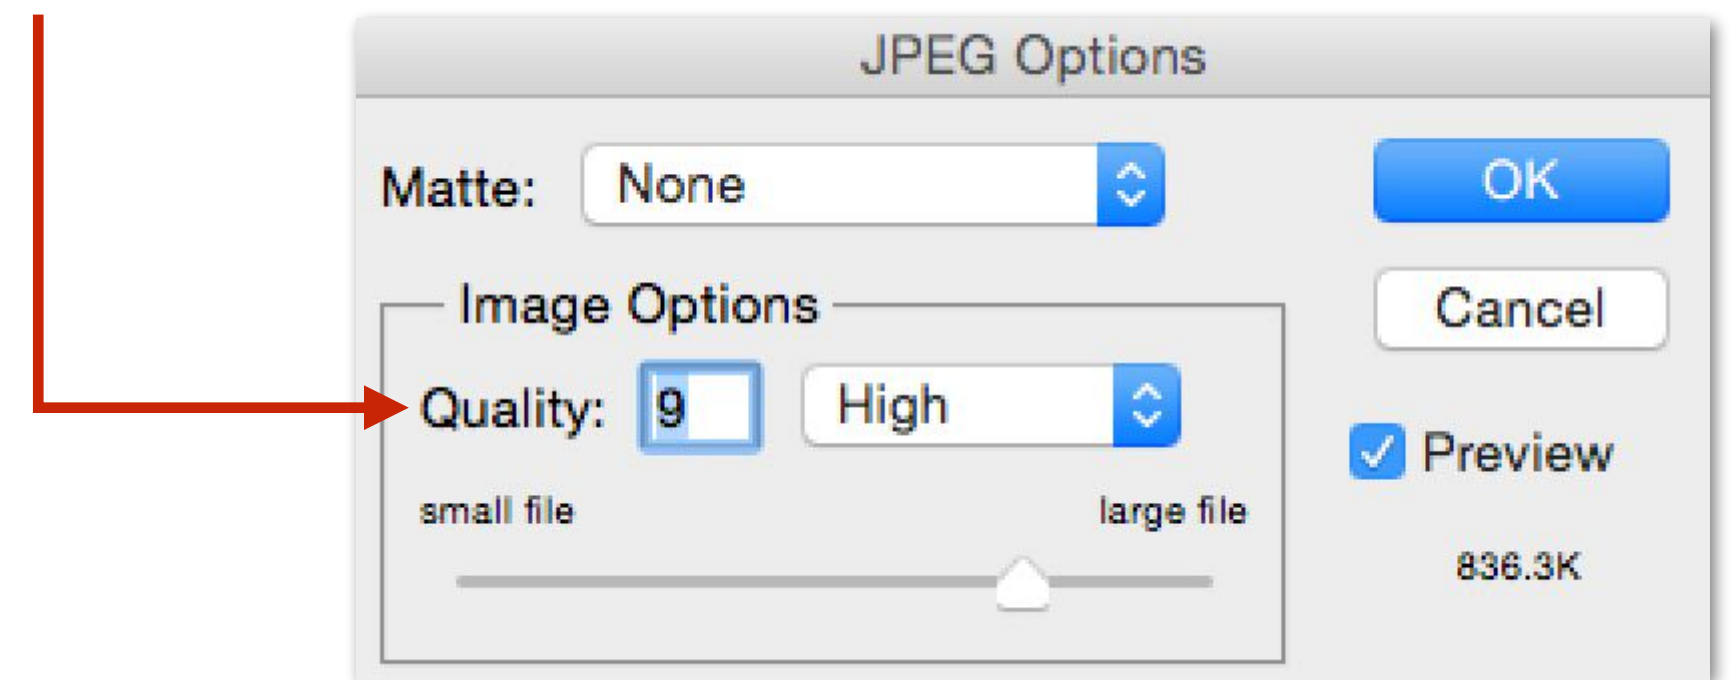 JPEG Options
Matte: None
OK
Image Options
Cancel
Quality: 9 High
Preview
small file large file
836.3K